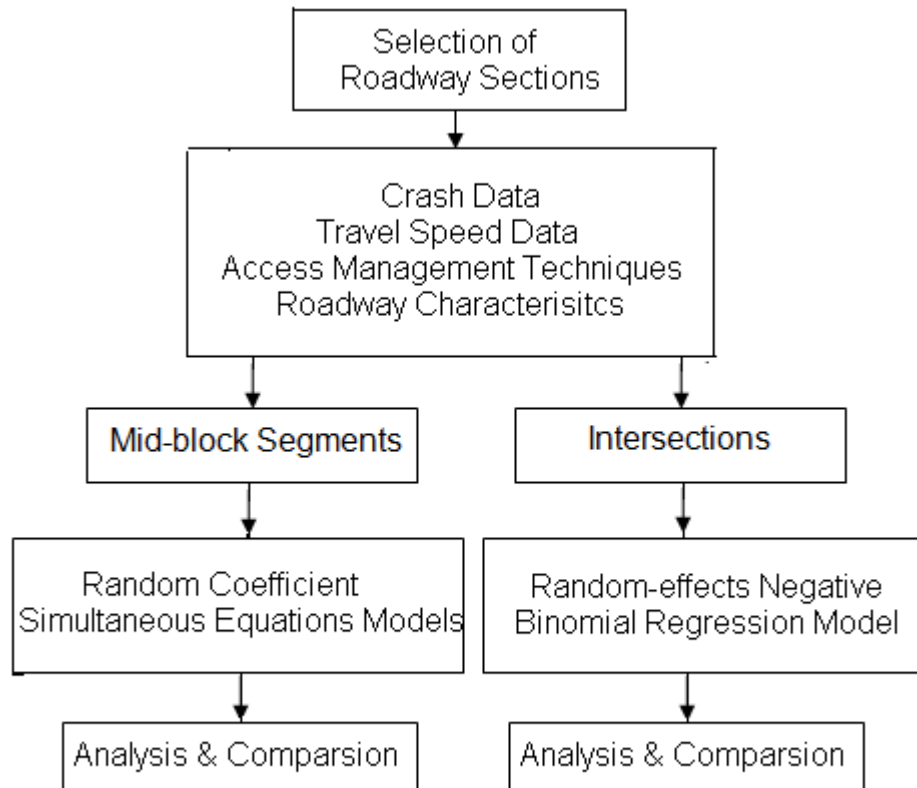 Selection of
Roadway Sections
Crash Data
Travel Speed Data
Access Management Techniques
Roadway Characterisitcs
Mid-block Segments
Intersections
Random Coefficient
Simultaneous Equations Models
Random-effects Negative
Binomial Regression Model
Analysis & Comparsion
Analysis & Comparsion